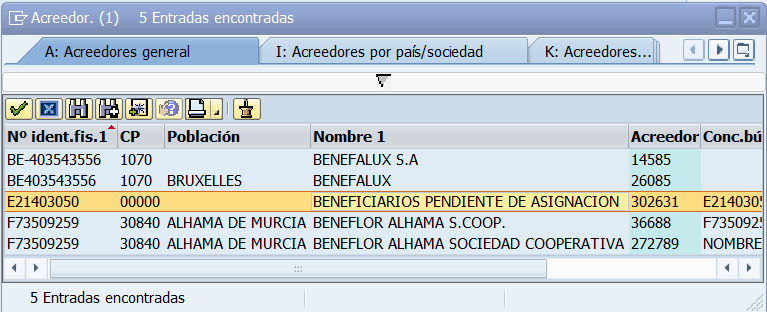 Acreedor. (1) 5 Entradas encontradas
A: Acreedores general I: Acreedores por país/sociedad K: Acreedores...
Nº ident.fis.1 CP Población Nombre 1 Acreedor Conc.bú
BE-403543556 1070 BENEFALUX S.A 14585
BE403543556 1070 BRUXELLES BENEFALUX 26085
E21403050 00000 BENEFICIARIOS PENDIENTE DE ASIGNACION 302631 E2140305
F73509259 30840 ALHAMA DE MURCIA BENEFLOR ALHAMA S.COOP. 36688 F7350925
F73509259 30840 ALHAMA DE MURCIA BENEFLOR ALHAMA SOCIEDAD COOPERATIVA 272789 NOMBRE
5 Entradas encontradas